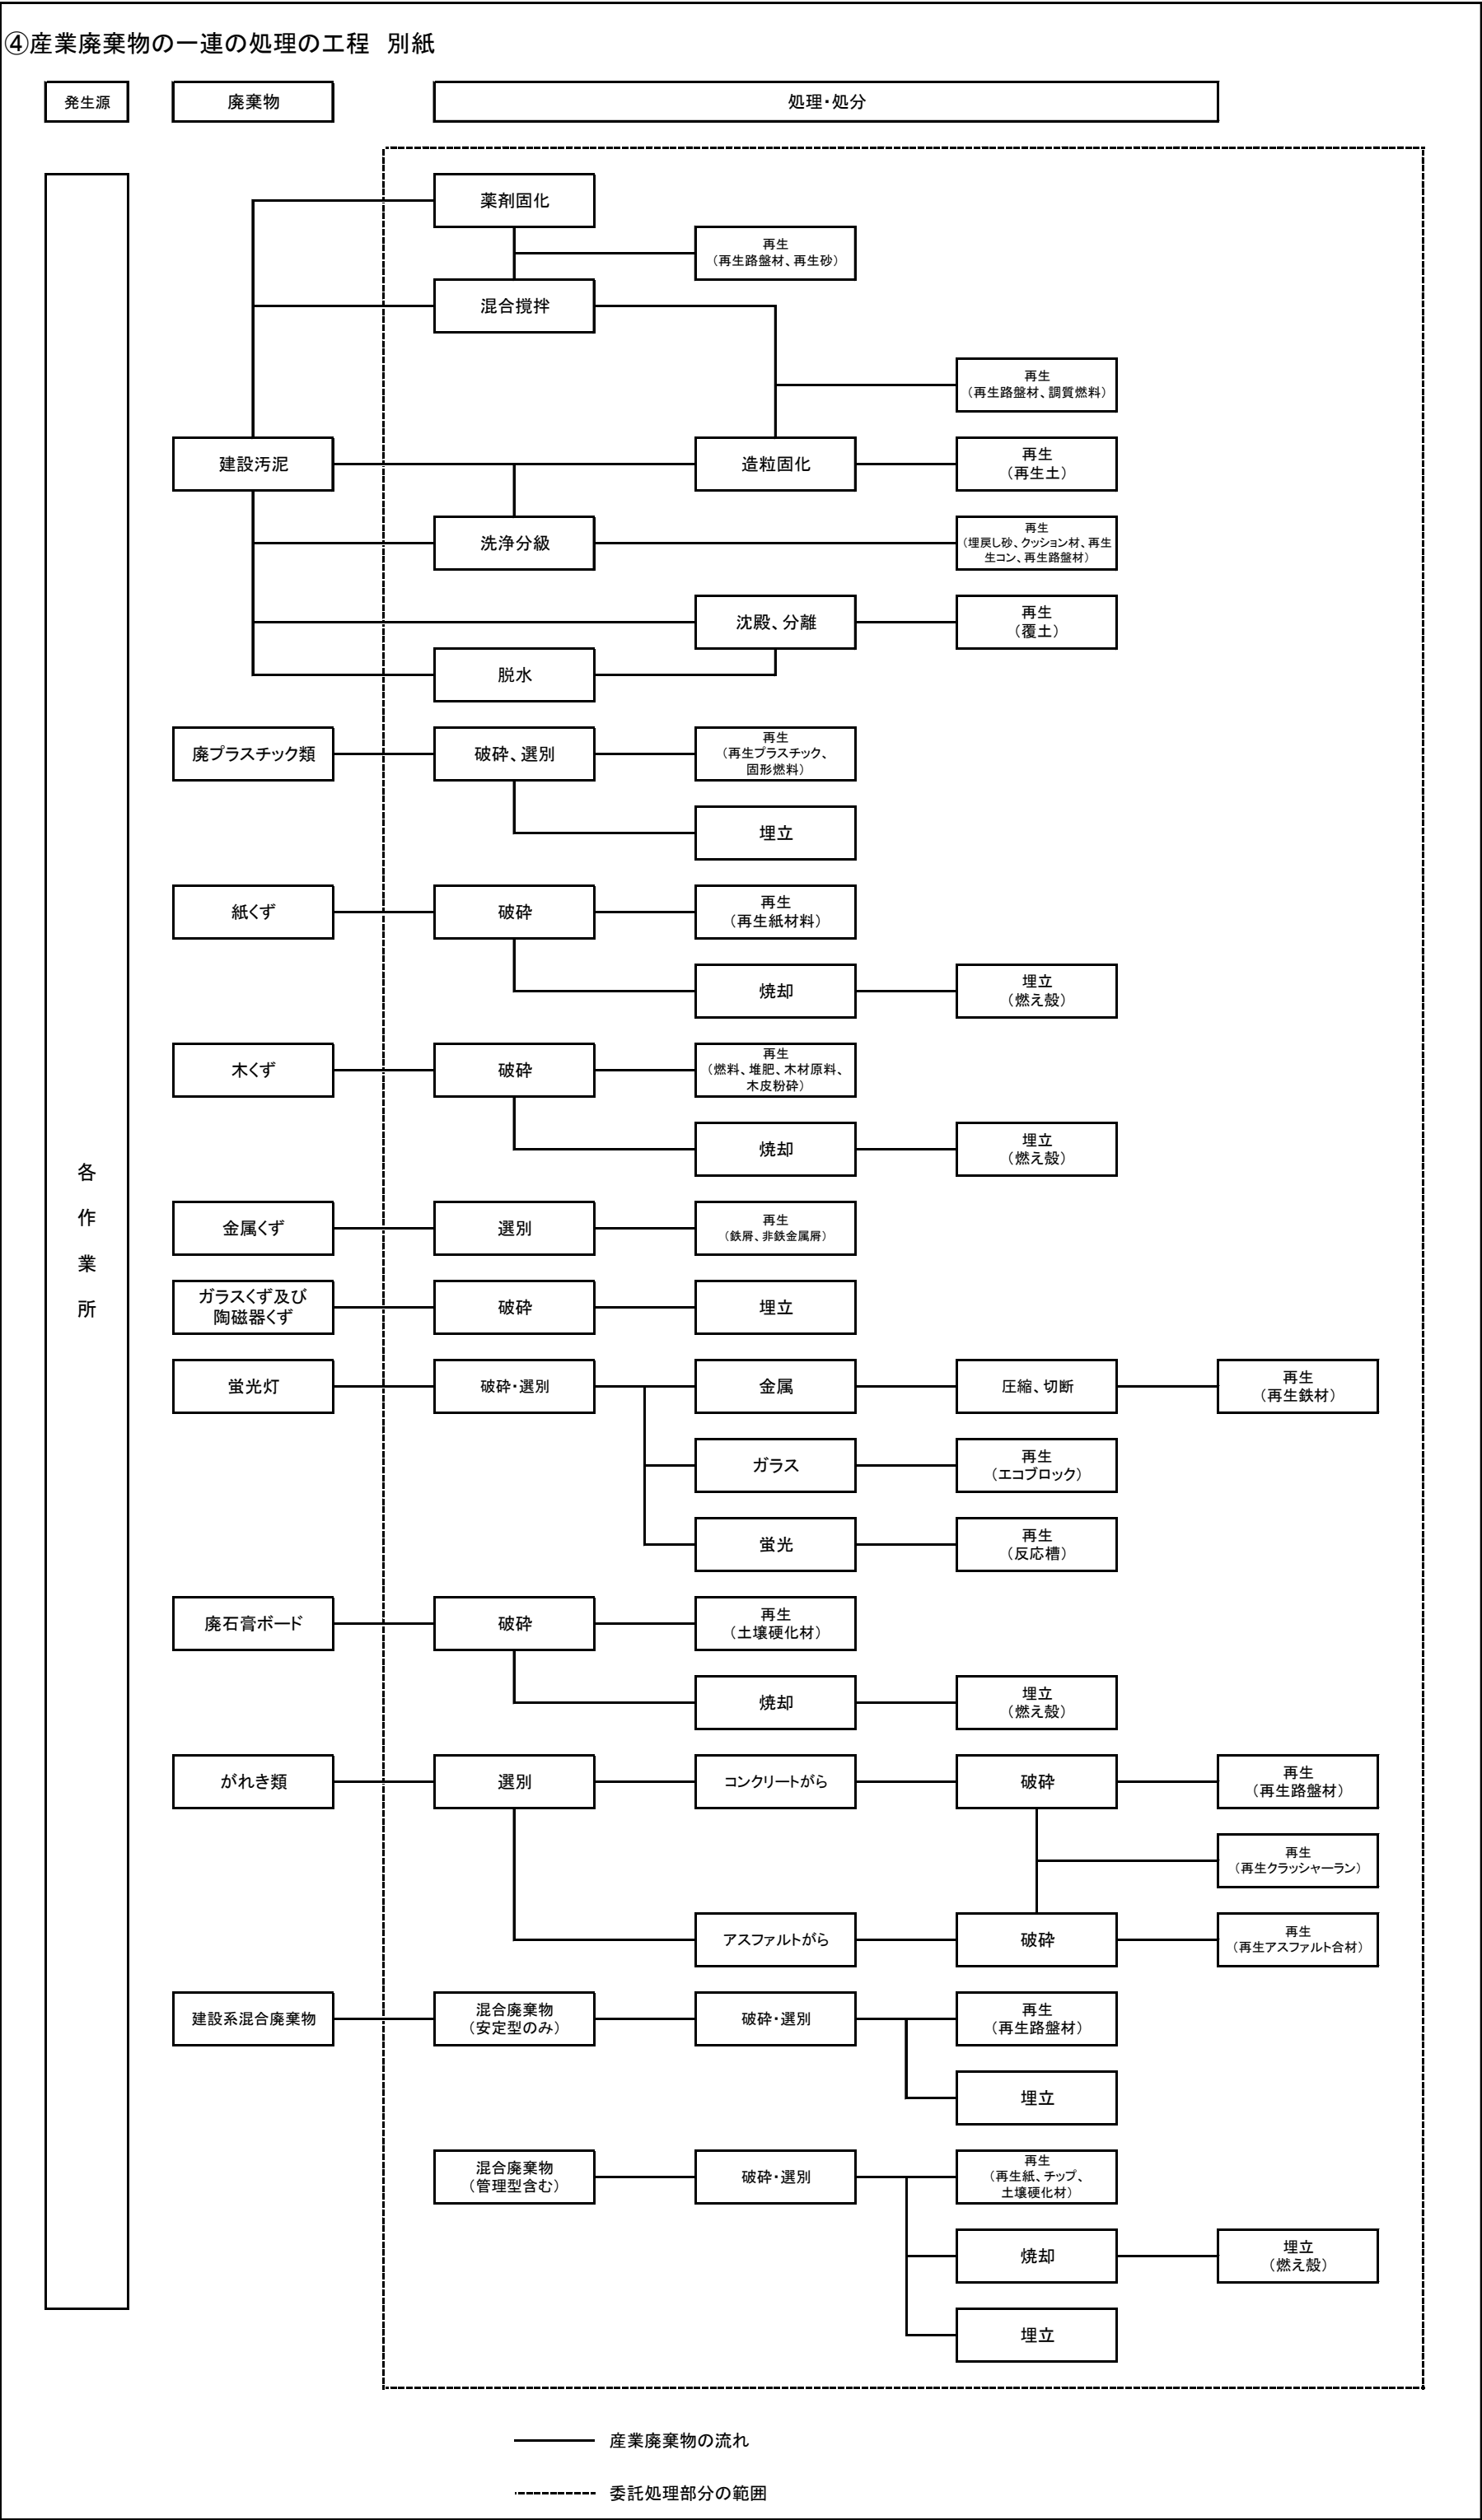 ④産業廃棄物の一連の処理の工程　別紙
発生源
廃棄物
処理・処分
各
作
業
所
薬剤固化
再生
（再生路盤材、再生砂）
混合撹拌
再生
（再生路盤材、調質燃料）
建設汚泥
造粒固化
再生
（再生土）
洗浄分級
再生
（埋戻し砂、クッション材、再生
生コン、再生路盤材）
沈殿、分離
再生
（覆土）
脱水
廃プラスチック類
破砕、選別
再生
（再生プラスチック、
固形燃料）
埋立
紙くず
破砕
再生
（再生紙材料）
焼却
埋立
（燃え殻）
木くず
破砕
再生
（燃料、堆肥、木材原料、
木皮粉砕）
焼却
埋立
（燃え殻）
金属くず
選別
再生
（鉄屑、非鉄金属屑）
ガラスくず及び
陶磁器くず
破砕
埋立
蛍光灯
破砕・選別
金属
圧縮、切断
再生
（再生鉄材）
ガラス
再生
（エコブロック）
蛍光
再生
（反応槽）
廃石膏ボード
破砕
再生
（土壌硬化材）
焼却
埋立
（燃え殻）
がれき類
選別
コンクリートがら
破砕
再生
（再生路盤材）
再生
（再生クラッシャーラン）
アスファルトがら
破砕
再生
（再生アスファルト合材）
建設系混合廃棄物
混合廃棄物
（安定型のみ）
破砕・選別
再生
（再生路盤材）
埋立
混合廃棄物
（管理型含む）
破砕・選別
再生
（再生紙、チップ、
土壌硬化材）
焼却
埋立
（燃え殻）
埋立
産業廃棄物の流れ
委託処理部分の範囲